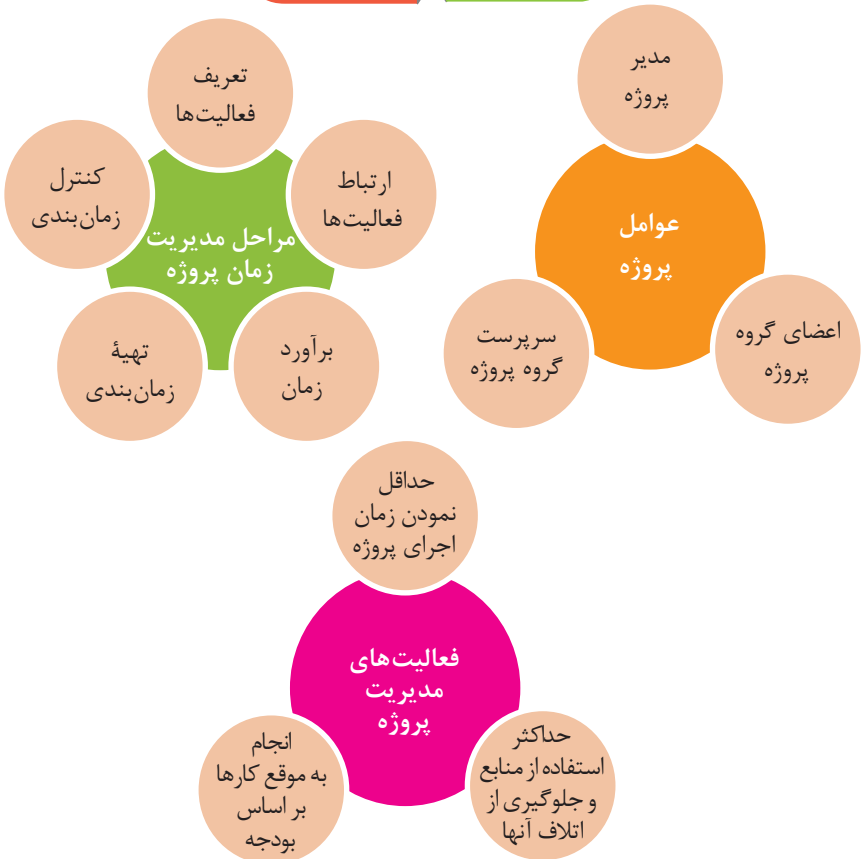 مدیر
پروژه
عوامل
پروژه
اعضای گروه
پروژه
سرپرست
گروه پروژه
تعریف
فعالیت‌ها
ارتباط
فعالیت‌ها
مراحل مدیریت
زمان پروژه
برآورد
زمان
تهیهٔ
زمان‌بندی
کنترل
زمان‌بندی
حداقل
نمودن زمان
اجرای پروژه
فعالیت‌های
مدیریت
پروژه
حداکثر
استفاده از منابع
و جلوگیری از
اتلاف آنها
انجام
به موقع کارها
بر اساس
بودجه